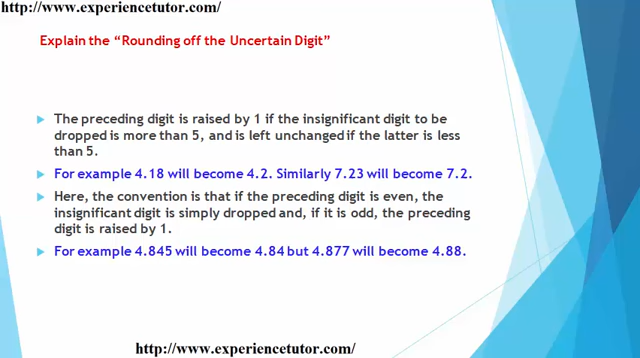 http://www.experiencetutor.com/
Explain the “Rounding off the Uncertain Digit”
The preceding digit is raised by 1 if the insignificant digit to be
dropped is more than 5, and is left unchanged if the latter is less
than 5.
For example 4.18 will become 4.2. Similarly 7.23 will become 7.2.
Here, the convention is that if the preceding digit is even, the
insignificant digit is simply dropped and, if it is odd, the preceding
digit is raised by 1.
For example 4.845 will become 4.84 but 4.877 will become 4.88.
http://www.experiencetutor.com/